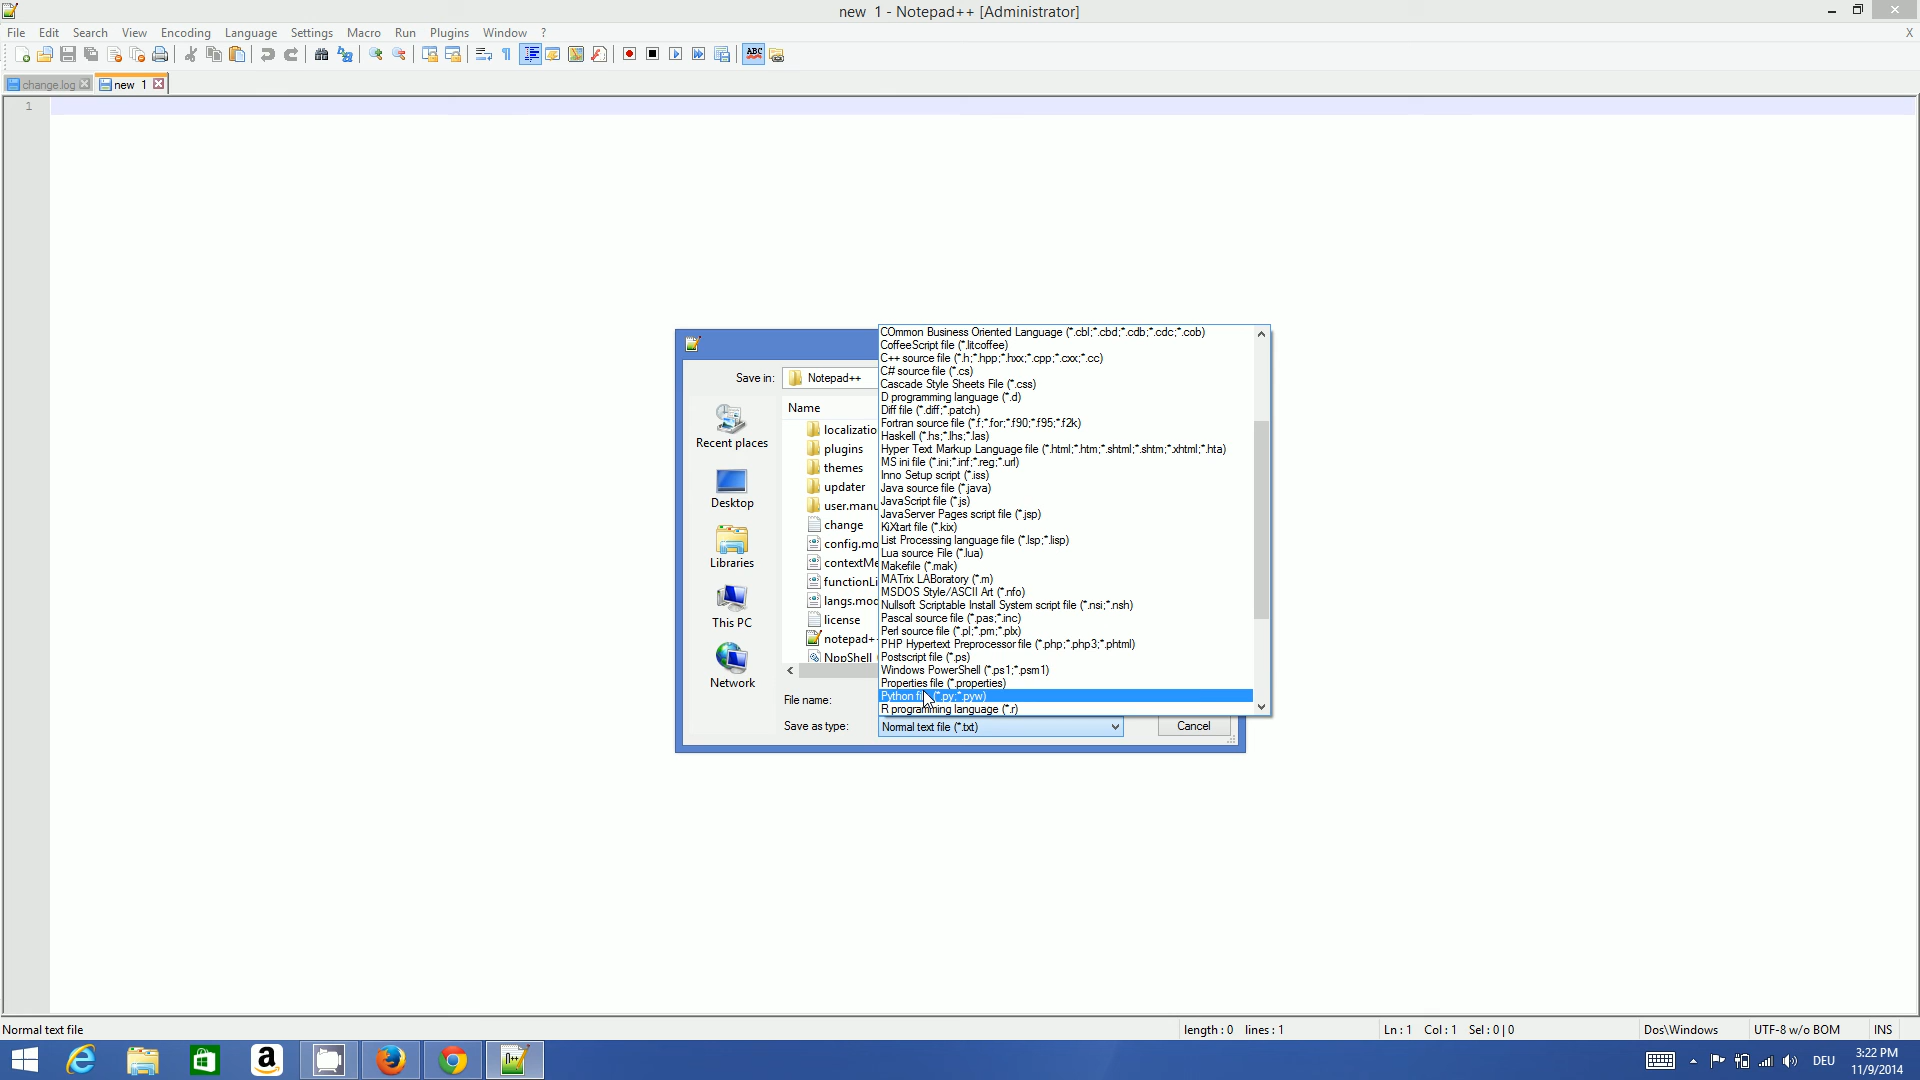 new 1 - Notepad++ [Administrator]
File Edit Search View Encoding Language Settings Macro Run Plugins Window ? X
ABC
change.log new 1
1
Save in: Notepad++
Name
Recent places
Desktop
Libraries
This PC
Network
localizatio
plugins
themes
updater
user.manu
change
config.mo
contextMe
functionLi
langs.mod
license
notepad+
NppShell
COmmon Business Oriented Language (*.cbl;*.cbd;*.cdb;*.cdc;*.cob)
CoffeeScript file (*.litcoffee)
C++ source file (*.h;*.hpp;*.hxx;*.cpp;*.cxx;*.cc)
C# source file (*.cs)
Cascade Style Sheets File (*.css)
D programming language (*.d)
Diff file (*.diff;*.patch)
Fortran source file (*.f;*.for;*.f90;*.f95;*.f2k)
Haskell (*.hs;*.lhs;*.las)
Hyper Text Markup Language file (*.html;*.htm;*.shtml;*.shtm;*.xhtml;*.hta)
MS ini file (*.ini;*.inf;*.reg;*.url)
Inno Setup script (*.iss)
Java source file (*.java)
JavaScript file (*.js)
JavaServer Pages script file (*.jsp)
KiXtart file (*.kix)
List Processing language file (*.lsp;*.lisp)
Lua source File (*.lua)
Makefile (*.mak)
MATrix LABoratory (*.m)
MSDOS Style/ASCII Art (*.nfo)
Nullsoft Scriptable Install System script file (*.nsi;*.nsh)
Pascal source file (*.pas;*.inc)
Perl source file (*.pl;*.pm;*.plx)
PHP Hypertext Preprocessor file (*.php;*.php3;*.phtml)
Postscript file (*.ps)
Windows PowerShell (*.ps1;*.psm1)
Properties file (*.properties)
Python fil (*.py;*.pyw)
R programming language (*.r)
File name:
Save as type: Normal text file (*.txt) Cancel
Normal text file length : 0 lines : 1 Ln : 1 Col : 1 Sel : 0 | 0 Dos\Windows UTF-8 w/o BOM INS
DEU 3:22 PM
11/9/2014